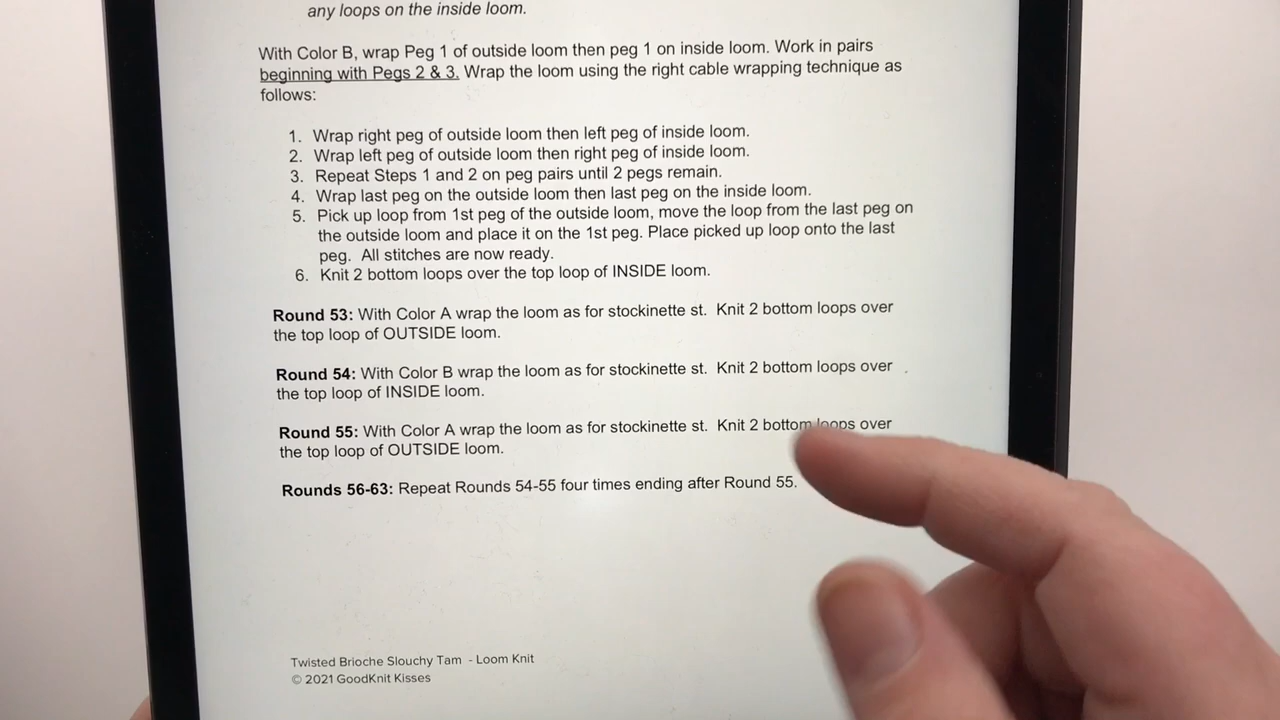 any loops on the inside loom.
With Color B, wrap Peg 1 of outside loom then peg 1 on inside loom. Work in pairs
beginning with Pegs 2 & 3. Wrap the loom using the right cable wrapping technique as
follows:
1. Wrap right peg of outside loom then left peg of inside loom.
2. Wrap left peg of outside loom then right peg of inside loom.
3. Repeat Steps 1 and 2 on peg pairs until 2 pegs remain.
4. Wrap last peg on the outside loom then last peg on the inside loom.
5. Pick up loop from 1st peg of the outside loom, move the loop from the last peg on
the outside loom and place it on the 1st peg. Place picked up loop onto the last
peg. All stitches are now ready.
6. Knit 2 bottom loops over the top loop of INSIDE loom.
Round 53: With Color A wrap the loom as for stockinette st. Knit 2 bottom loops over
the top loop of OUTSIDE loom.
Round 54: With Color B wrap the loom as for stockinette st. Knit 2 bottom loops over
the top loop of INSIDE loom.
Round 55: With Color A wrap the loom as for stockinette st. Knit 2 bottom loops over
the top loop of OUTSIDE loom.
Rounds 56-63: Repeat Rounds 54-55 four times ending after Round 55.
Twisted Brioche Slouchy Tam - Loom Knit
© 2021 GoodKnit Kisses